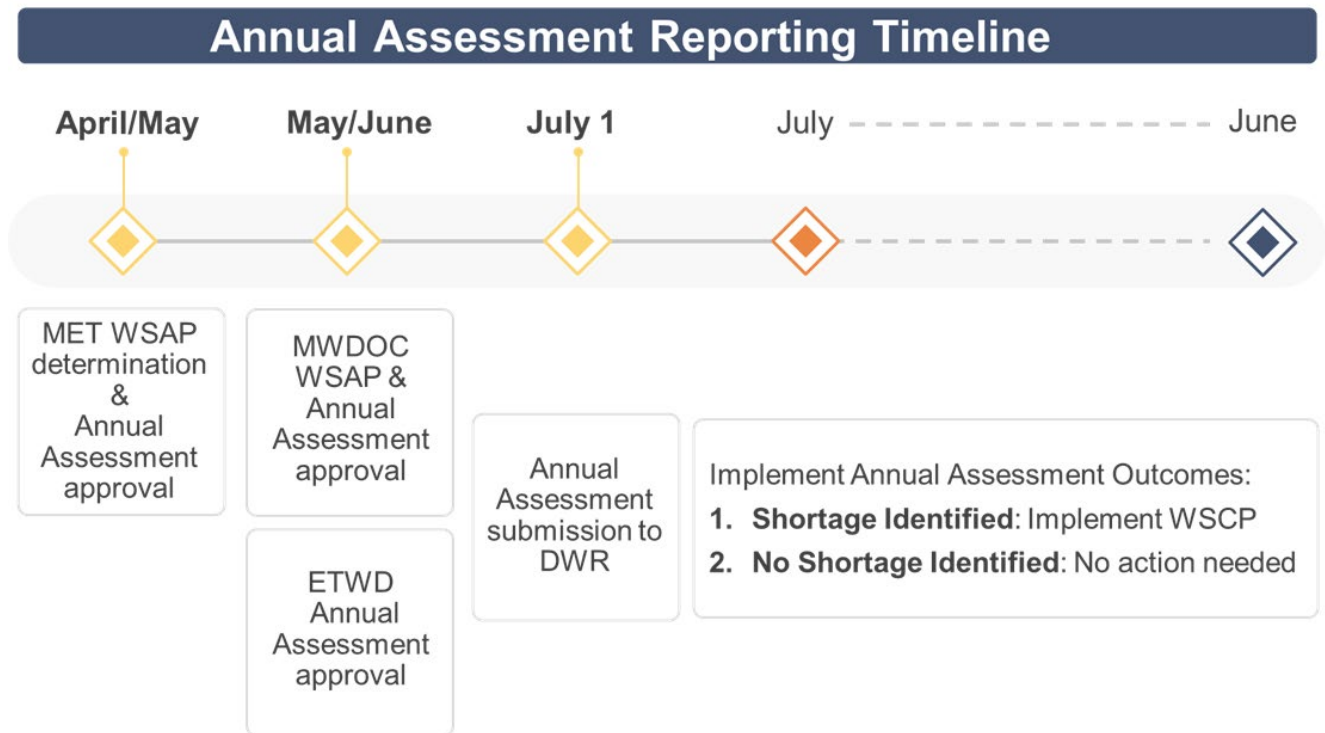 Annual Assessment Reporting Timeline
April/May
May/June
July 1
July
June
MET WSAP
determination
&
Annual
Assessment
approval
MWDOC
WSAP &
Annual
Assessment
approval
ETWD
Annual
Assessment
approval
Annual
Assessment
submission to
DWR
Implement Annual Assessment Outcomes:
1. Shortage Identified: Implement WSCP
2. No Shortage Identified: No action needed